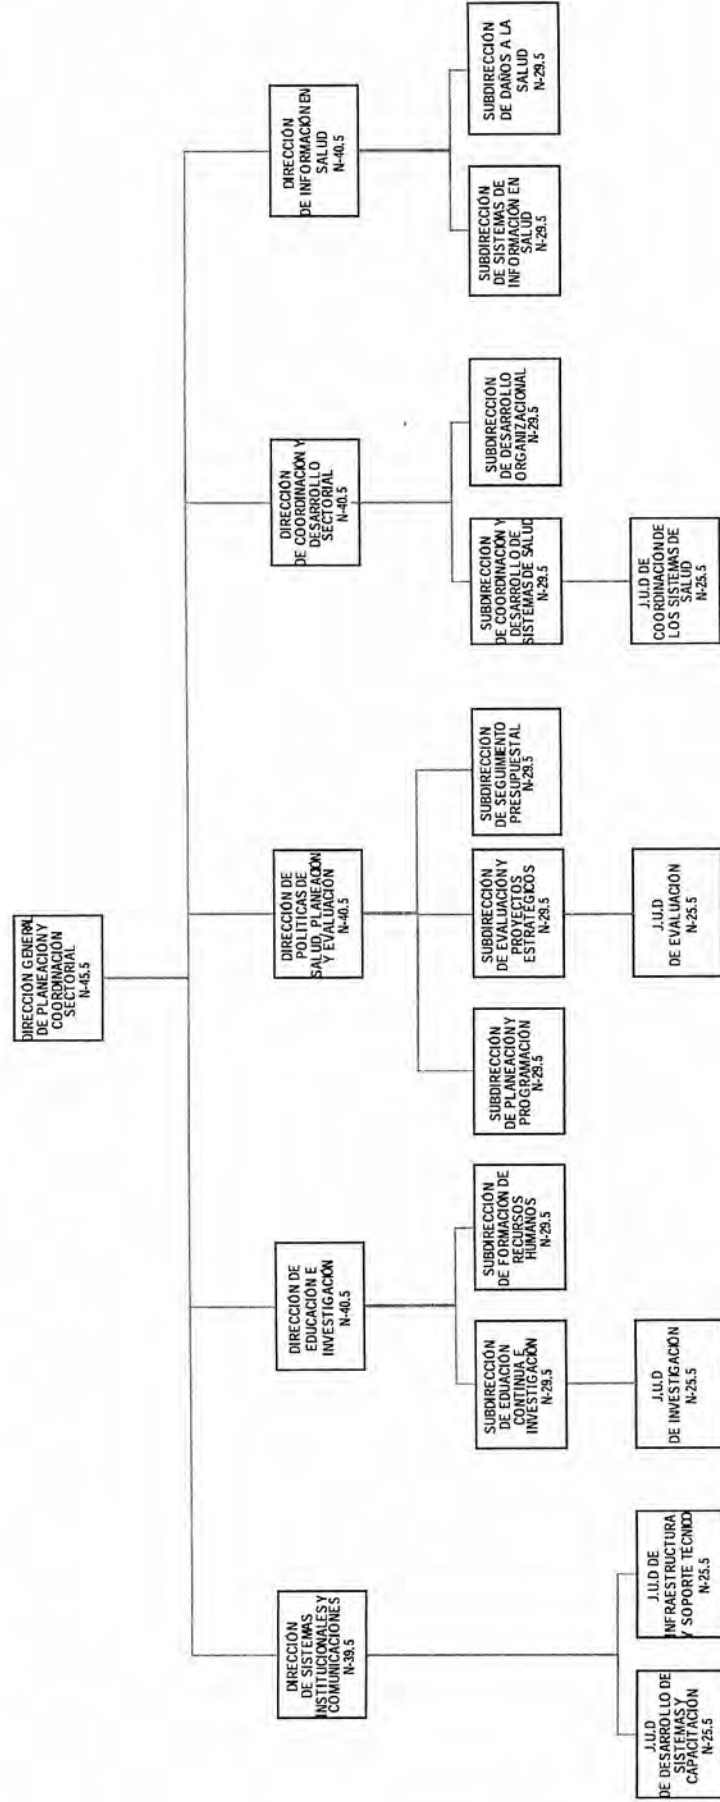 DIRECCIÓN GENERAL
DE PLANEACIÓN Y
COORDINACIÓN
SECTORIAL
N-45.5
DIRECCIÓN
DE SISTEMAS
INSTITUCIONALES Y
COMUNICACIONES
N-39.5
DIRECCIÓN DE
EDUCACIÓN E
INVESTIGACIÓN
N-40.5
DIRECCIÓN DE
POLITICAS DE
SALUD, PLANEACIÓN
Y EVALUACIÓN
N-40.5
DIRECCIÓN
DE COORDINACIÓN Y
DESARROLLO
SECTORIAL
N-40.5
DIRECCIÓN
DE INFORMACIÓN EN
SALUD
N-40.5
SUBDIRECCIÓN
DE EDUACIÓN
CONTINUA E
INVESTIGACIÓN
N-29.5
SUBDIRECCIÓN
DE FORMACIÓN DE
RECURSOS
HUMANOS
N-29.5
SUBDIRECCIÓN
DE PLANEACIÓN Y
PROGRAMACIÓN
N-29.5
SUBDIRECCIÓN
DE EVALUACIÓN Y
PROYECTOS
ESTRATÉGICOS
N-29.5
SUBDIRECCIÓN
DE SEGUIMIENTO
PRESUPUESTAL
N-29.5
SUBDIRECCIÓN
DE COORDINACIÓN Y
DESARROLLO DE
SISTEMAS DE SALUD
N-29.5
SUBDIRECCIÓN
DE DESARROLLO
ORGANIZACIONAL
N-29.5
SUBDIRECCIÓN
DE SISTEMAS DE
INFORMACIÓN EN
SALUD
N-29.5
SUBDIRECCIÓN
DE DAÑOS A LA
SALUD
N-29.5
J.U.D
DE DESARROLLO DE
SISTEMAS Y
CAPACITACIÓN
N-25.5
J.U.D DE
INFRAESTRUCTURA
Y SOPORTE TÉCNICO
N-25.5
J.U.D
DE INVESTIGACIÓN
N-25.5
J.U.D
DE EVALUACIÓN
N-25.5
J.U.D DE
COORDINACIÓN DE
LOS SISTEMAS DE
SALUD
N-25.5